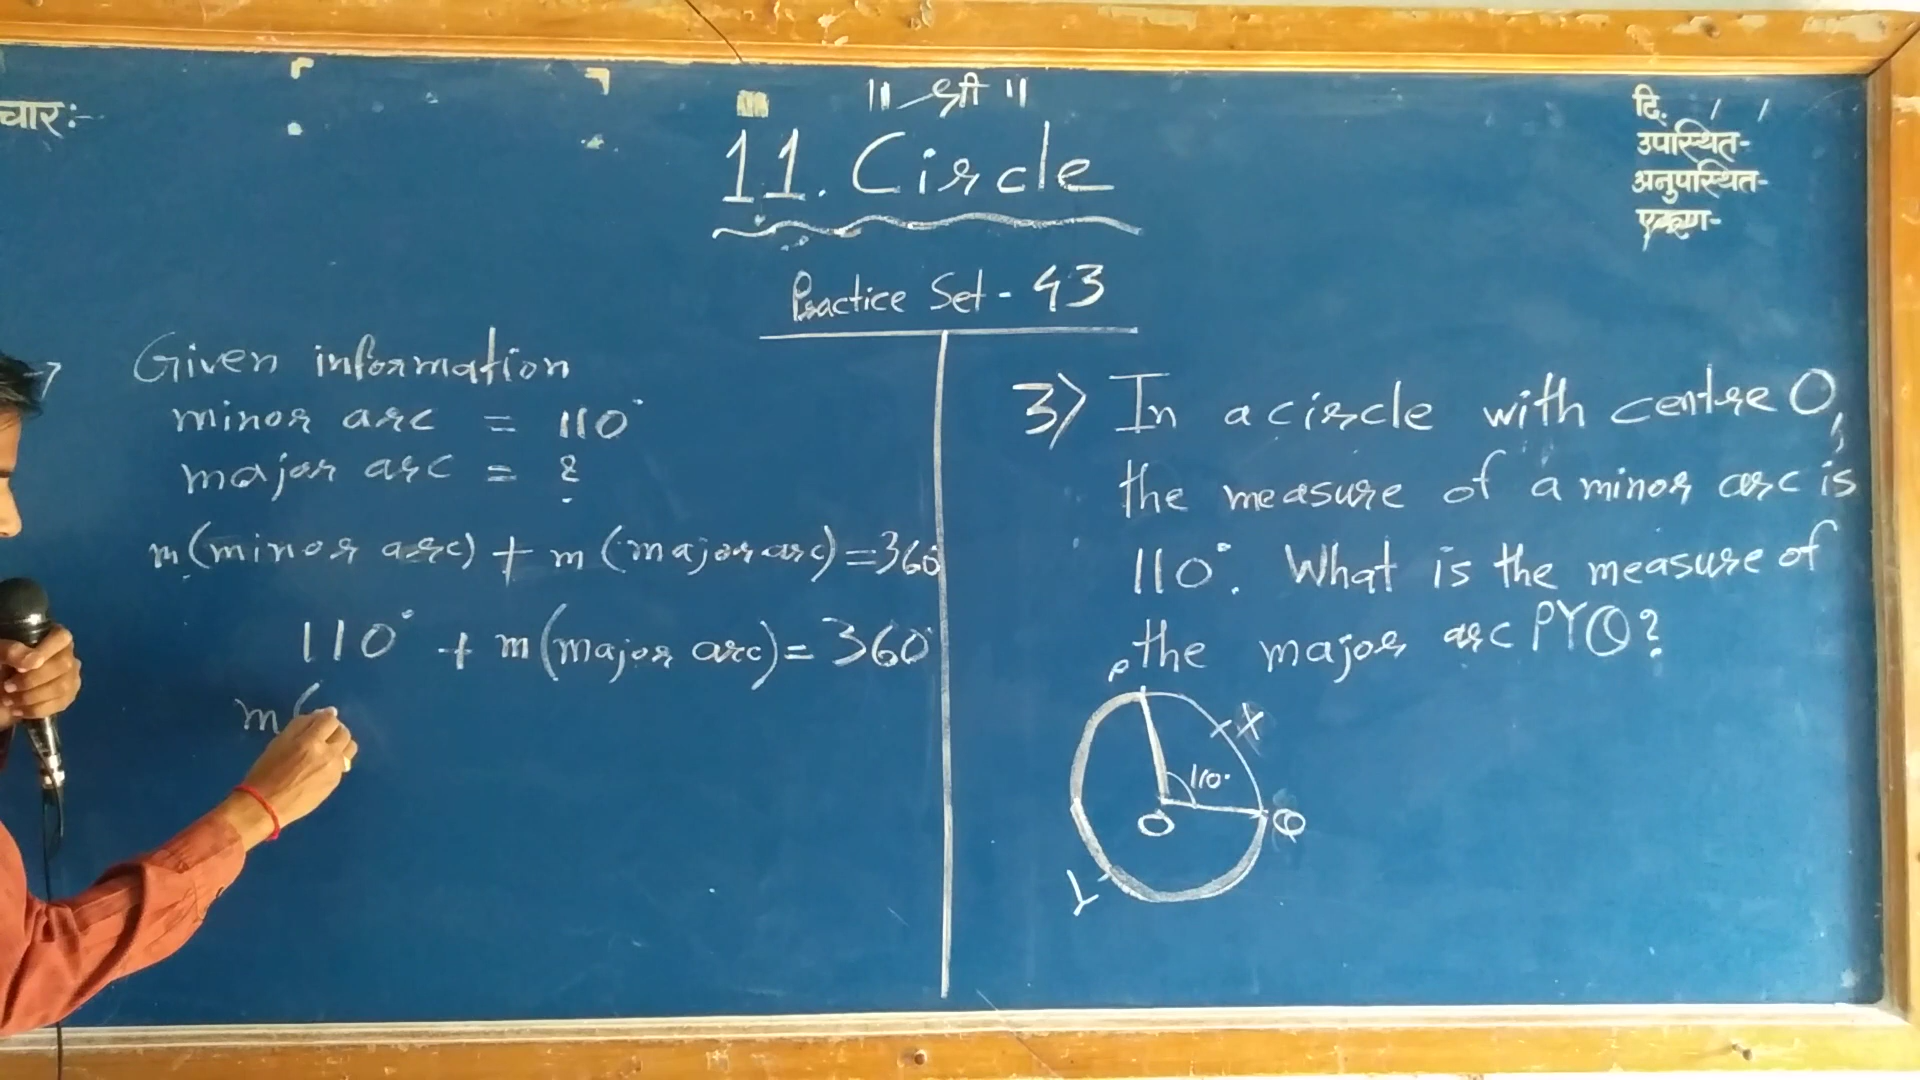 चार:-
॥ श्री ॥
11. Circle
Practice Set - 43
दि. / /
उपस्थित-
अनुपस्थित-
एकूण-
Given information
minor arc = 110°
major arc = ?
m(minor arc) + m(major arc) = 360°
110° + m(major arc) = 360°
m(
3) In a circle with centre O,
the measure of a minor arc is
110°. What is the measure of
the major arc PYQ?
P
X
110°
O
Q
Y